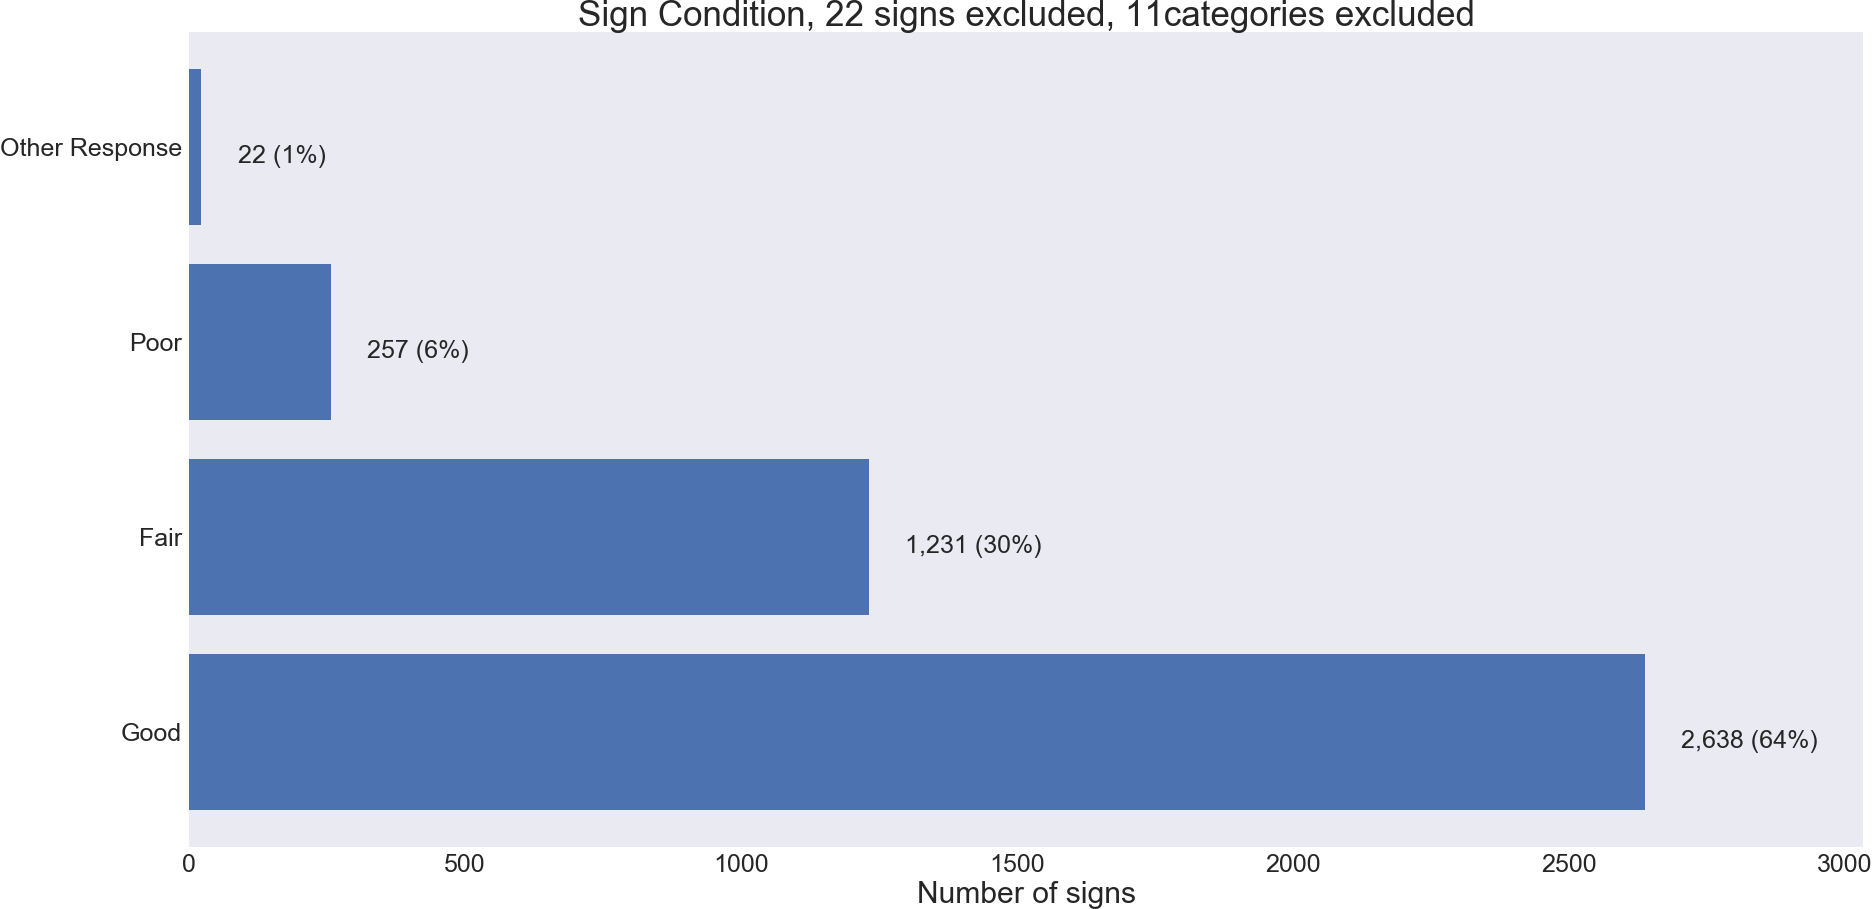 Sign Condition, 22 signs excluded, 11categories excluded
Other Response
22 (1%)
Poor
257 (6%)
Fair
1,231 (30%)
Good
2,638 (64%)
0 500 1000 1500 2000 2500 3000
Number of signs